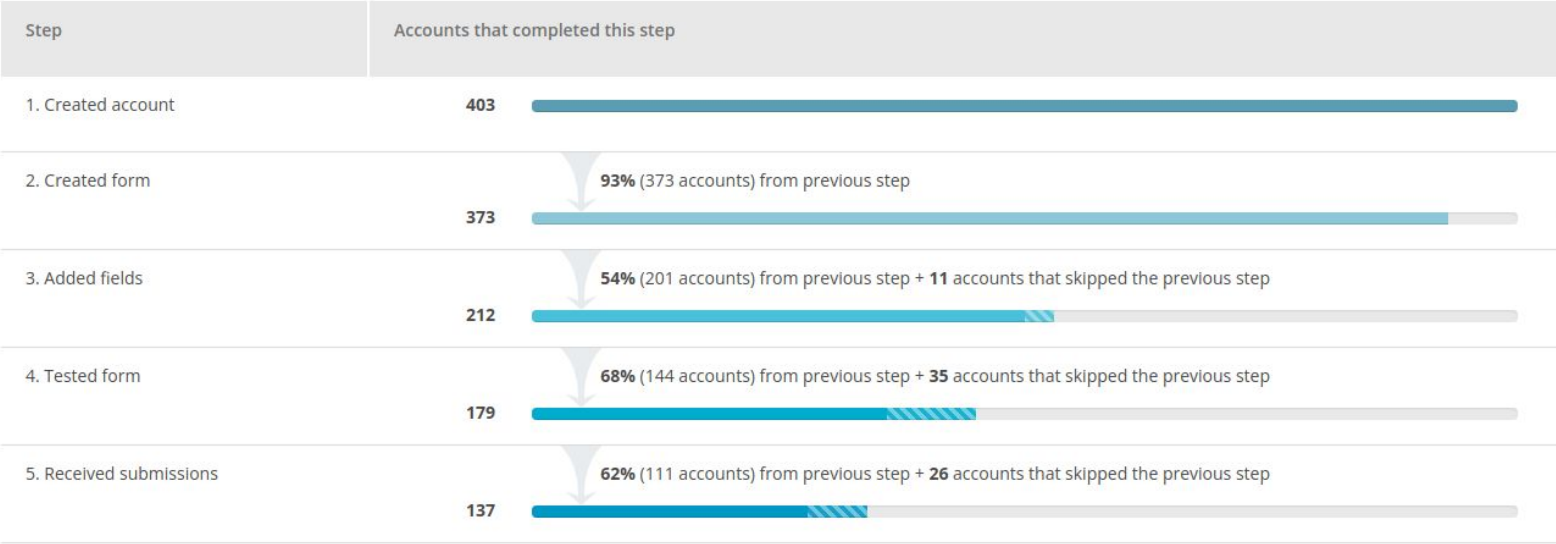 Step Accounts that completed this step
1. Created account 403
2. Created form 93% (373 accounts) from previous step
373
3. Added fields 54% (201 accounts) from previous step + 11 accounts that skipped the previous step
212
4. Tested form 68% (144 accounts) from previous step + 35 accounts that skipped the previous step
179
5. Received submissions 62% (111 accounts) from previous step + 26 accounts that skipped the previous step
137